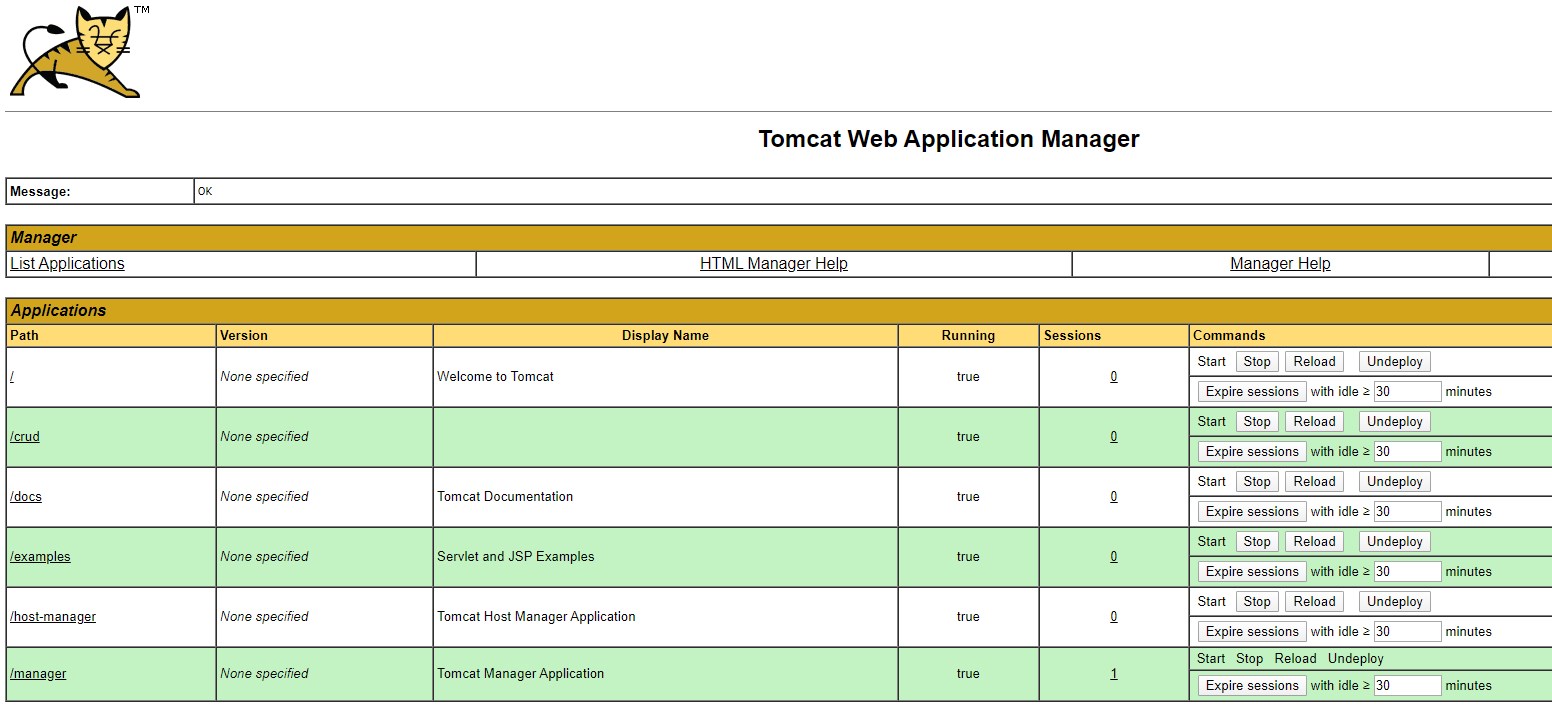 TM
Tomcat Web Application Manager
Message: OK
Manager
List Applications HTML Manager Help Manager Help
Applications
Path Version Display Name Running Sessions Commands
/ None specified Welcome to Tomcat true 0 Start Stop Reload Undeploy
Expire sessions with idle ≥ 30 minutes
/crud None specified true 0 Start Stop Reload Undeploy
Expire sessions with idle ≥ 30 minutes
/docs None specified Tomcat Documentation true 0 Start Stop Reload Undeploy
Expire sessions with idle ≥ 30 minutes
/examples None specified Servlet and JSP Examples true 0 Start Stop Reload Undeploy
Expire sessions with idle ≥ 30 minutes
/host-manager None specified Tomcat Host Manager Application true 0 Start Stop Reload Undeploy
Expire sessions with idle ≥ 30 minutes
/manager None specified Tomcat Manager Application true 1 Start Stop Reload Undeploy
Expire sessions with idle ≥ 30 minutes